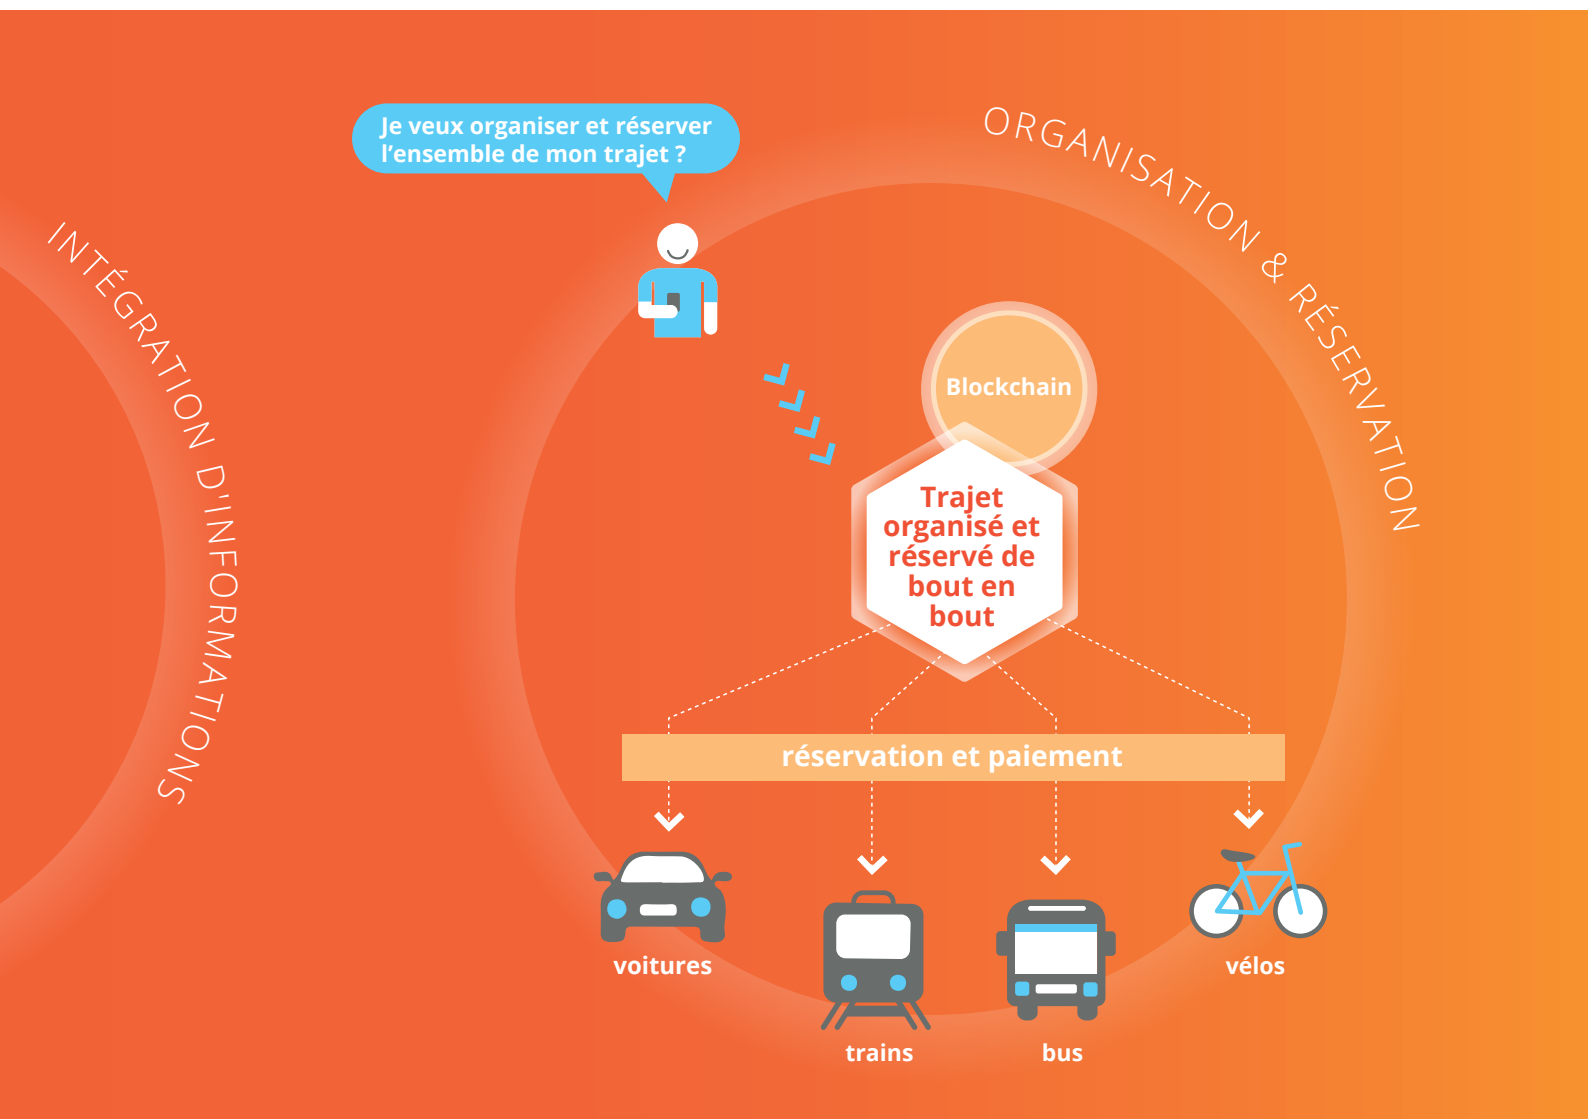 INTÉGRATION D'INFORMATIONS
Je veux organiser et réserver
l’ensemble de mon trajet ?
ORGANISATION & RÉSERVATION
Blockchain
Trajet
organisé et
réservé de
bout en
bout
réservation et paiement
voitures
trains
bus
vélos